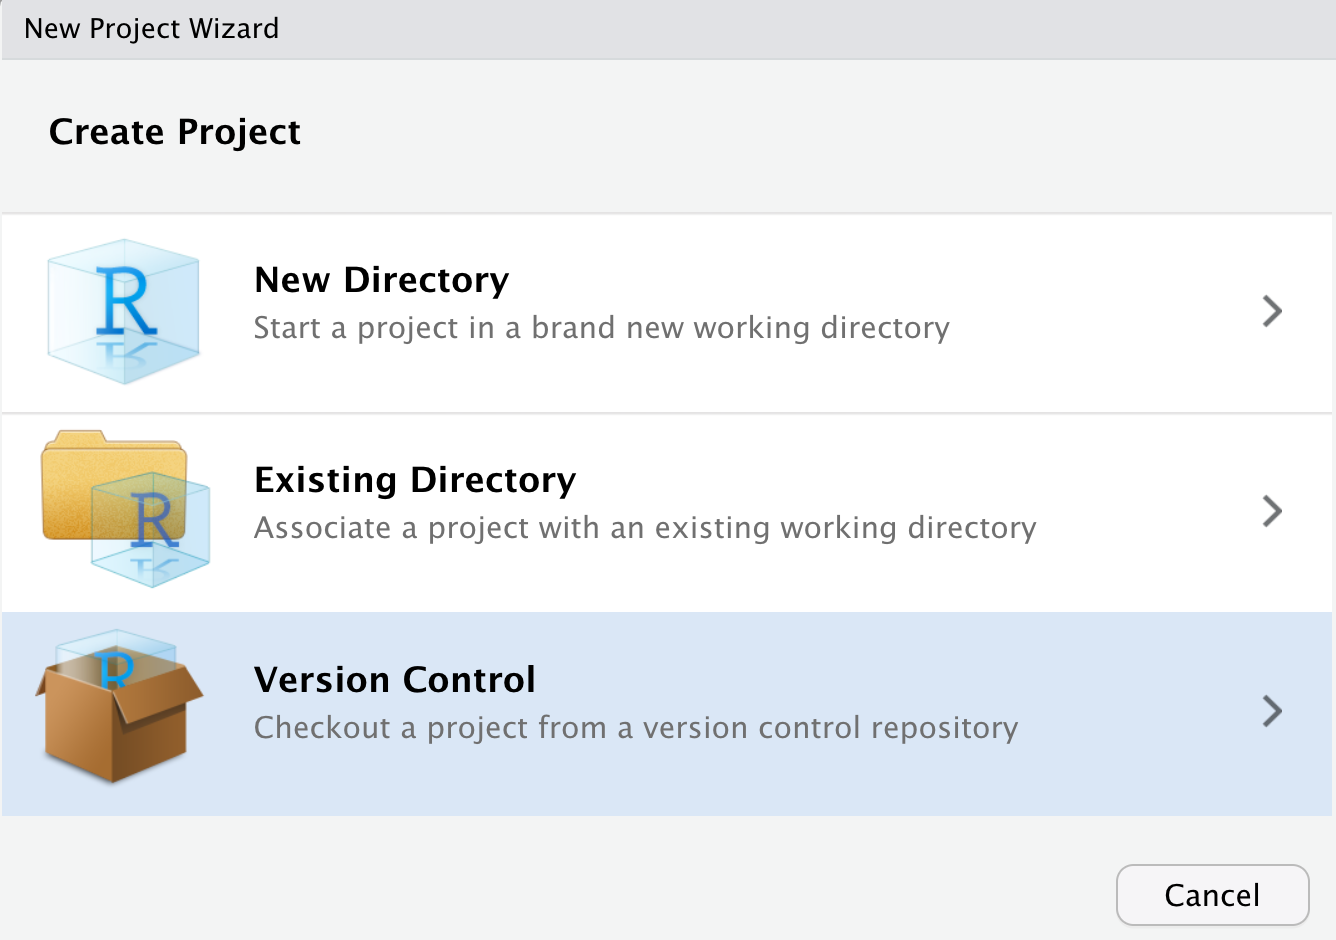 New Project Wizard
Create Project
R
New Directory
Start a project in a brand new working directory
R
Existing Directory
Associate a project with an existing working directory
R
Version Control
Checkout a project from a version control repository
Cancel